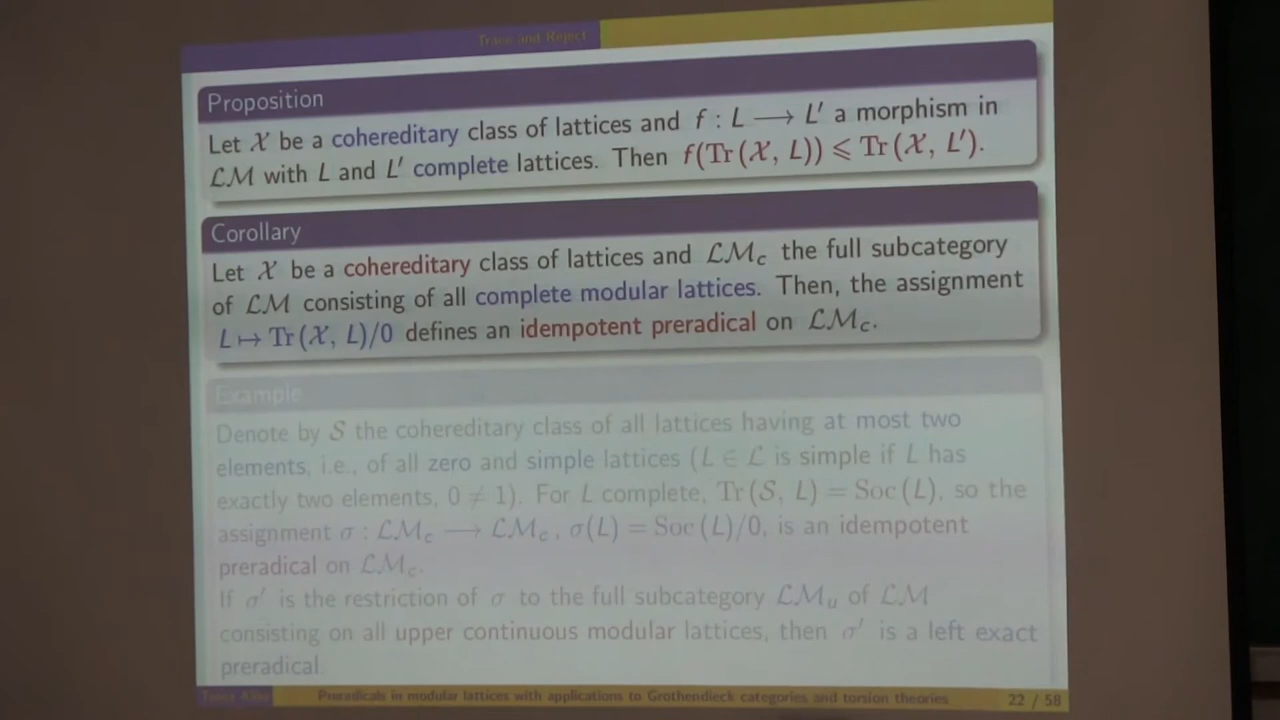 Trace and Reject
Proposition
Let 𝒳 be a cohereditary class of lattices and f : L ⟶ L′ a morphism in
ℒℳ with L and L′ complete lattices. Then f(Tr(𝒳, L)) ⩽ Tr(𝒳, L′).
Corollary
Let 𝒳 be a cohereditary class of lattices and ℒℳ_c the full subcategory
of ℒℳ consisting of all complete modular lattices. Then, the assignment
L ↦ Tr(𝒳, L)/0 defines an idempotent preradical on ℒℳ_c.
Example
Denote by 𝒮 the cohereditary class of all lattices having at most two
elements, i.e., of all zero and simple lattices (L ∈ ℒ is simple if L has
exactly two elements, 0 ≠ 1). For L complete, Tr(𝒮, L) = Soc(L), so the
assignment σ : ℒℳ_c ⟶ ℒℳ_c, σ(L) = Soc(L)/0, is an idempotent
preradical on ℒℳ_c.
If σ′ is the restriction of σ to the full subcategory ℒℳ_u of ℒℳ
consisting on all upper continuous modular lattices, then σ′ is a left exact
preradical.
Preradicals in modular lattices with applications to Grothendieck categories and torsion theories
22 / 58